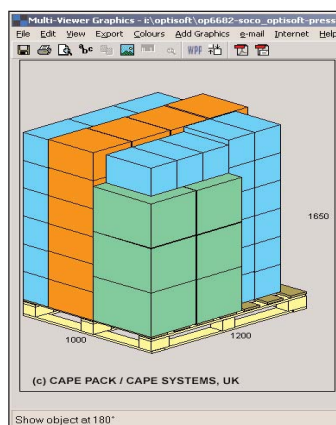 Multi-Viewer Graphics - i:\optisoft\op6682-soco_optisoft-press
File Edit View Export Colours Add Graphics e-mail Internet Help
abc
WPF
1650
1000
1200
(c) CAPE PACK / CAPE SYSTEMS, UK
Show object at 180°